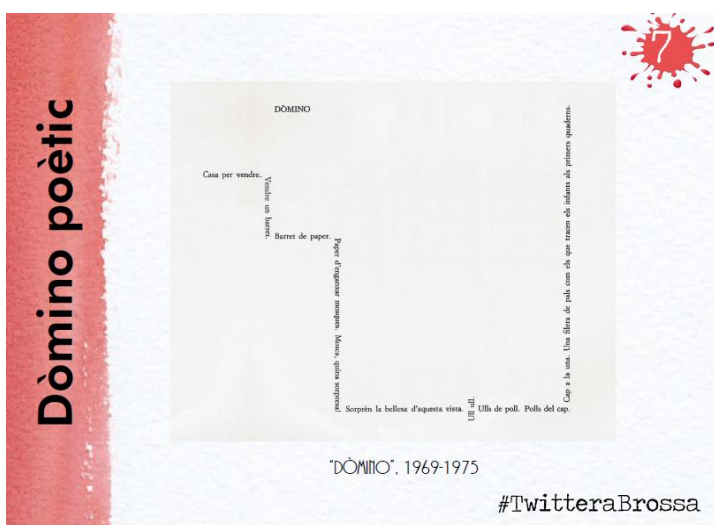 7
Dòmino poètic
DÒMINO
Casa per vendre.
Vendre un barret.
Barret de paper.
Paper d'enganxar mosques. Mosca, quina sorpresa!
Sorprèn la bellesa d'aquesta vista.
Ull ull.
Ulls de poll. Polls del cap.
Cap a la una. Una filera de pals com els que tracen els infants als primers quaderns.
"DÒMINO", 1969-1975
#TwitteraBrossa